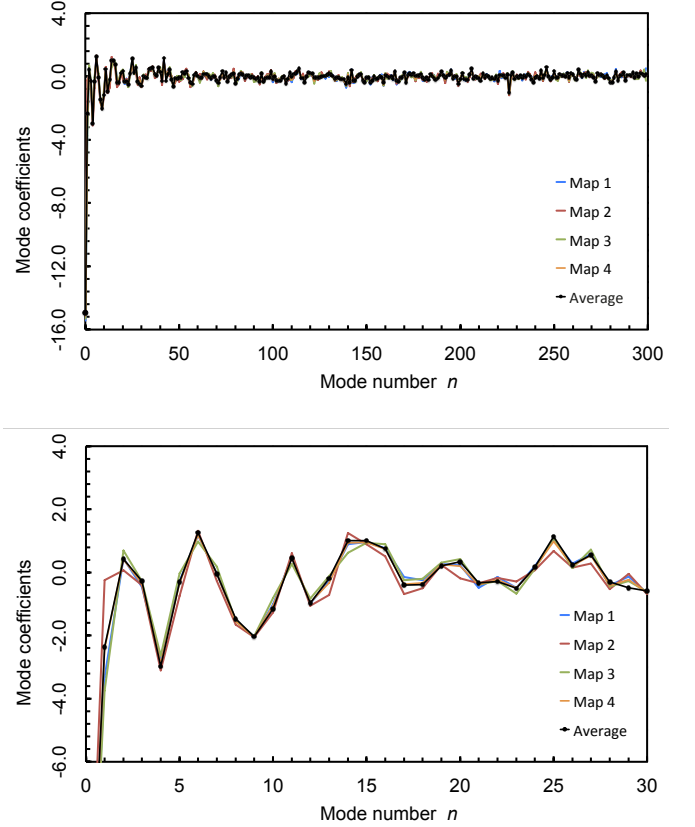 4.0
0.0
-4.0
-8.0
-12.0
-16.0
Mode coefficients
Map 1
Map 2
Map 3
Map 4
Average
0 50 100 150 200 250 300
Mode number n
4.0
2.0
0.0
-2.0
-4.0
-6.0
Mode coefficients
Map 1
Map 2
Map 3
Map 4
Average
0 5 10 15 20 25 30
Mode number n